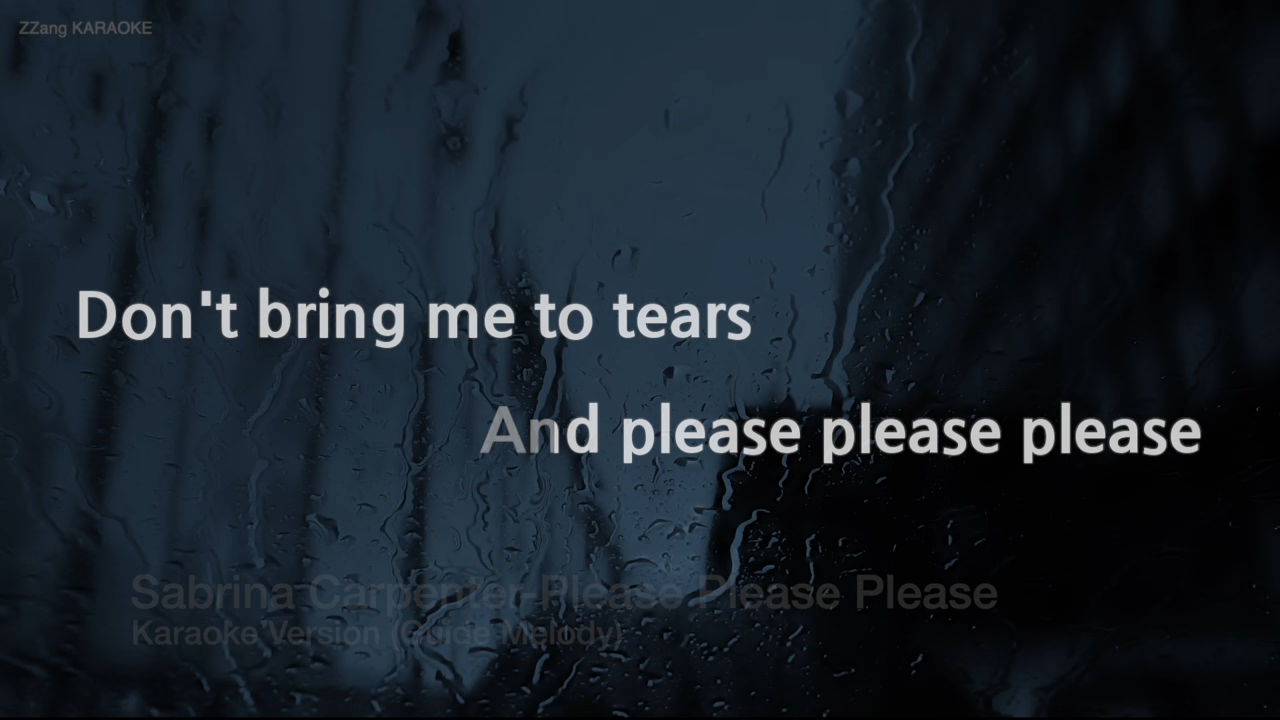 ZZang KARAOKE
Don't bring me to tears
And please please please
Sabrina Carpenter-Please Please Please
Karaoke Version (Guide Melody)